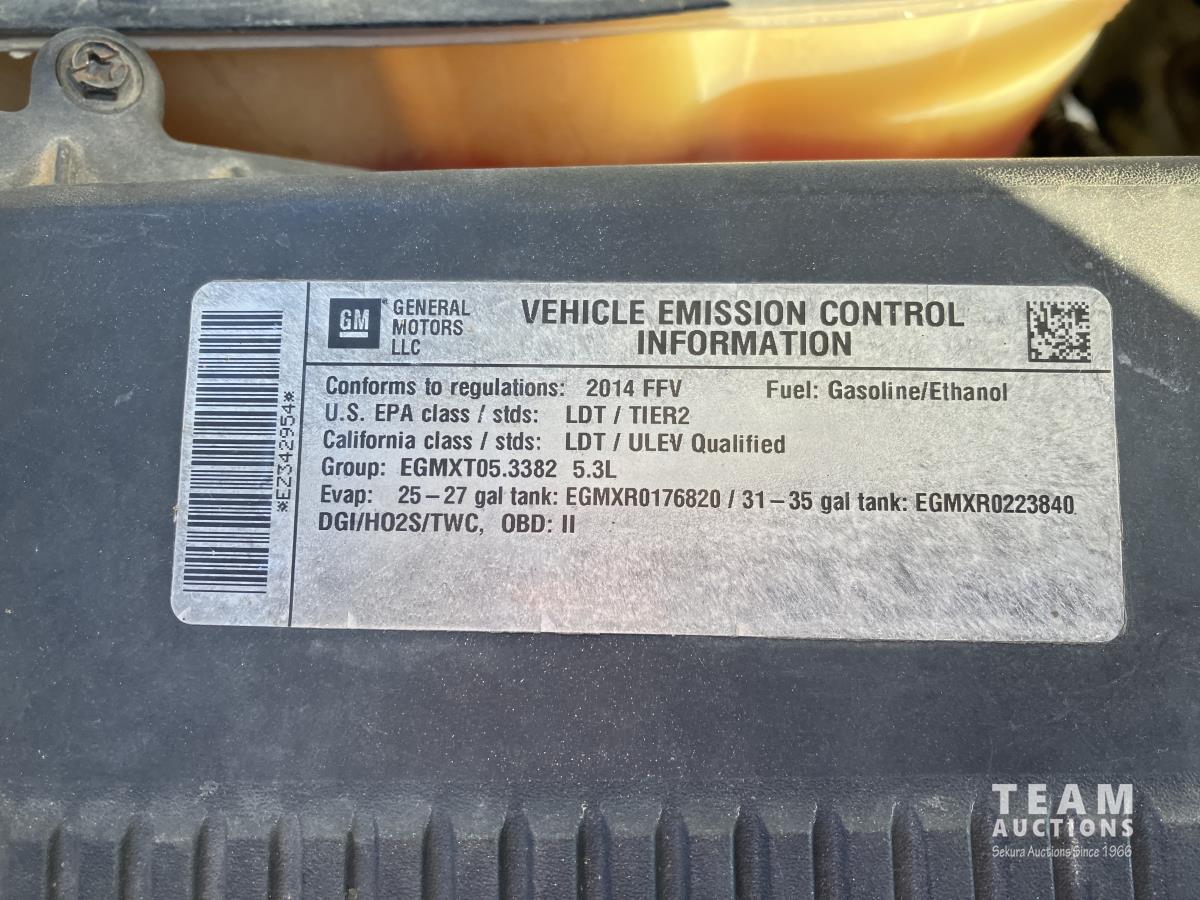 GM
GENERAL
MOTORS
LLC
VEHICLE EMISSION CONTROL
INFORMATION
*EZ342954*
Conforms to regulations: 2014 FFV Fuel: Gasoline/Ethanol
U.S. EPA class / stds: LDT / TIER2
California class / stds: LDT / ULEV Qualified
Group: EGMXT05.3382 5.3L
Evap: 25 – 27 gal tank: EGMXR0176820 / 31 – 35 gal tank: EGMXR0223840
DGI/HO2S/TWC, OBD: II
TEAM
AUCTIONS
Sekura Auctions Since 1966